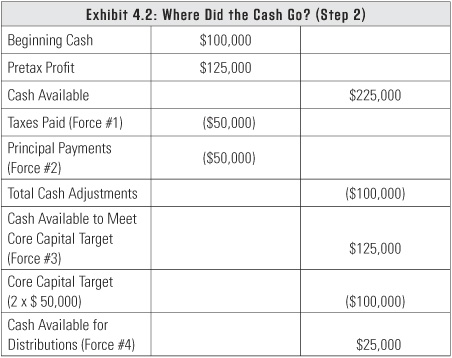 Exhibit 4.2: Where Did the Cash Go? (Step 2)
Beginning Cash $100,000
Pretax Profit $125,000
Cash Available $225,000
Taxes Paid (Force #1) ($50,000)
Principal Payments
(Force #2) ($50,000)
Total Cash Adjustments ($100,000)
Cash Available to Meet
Core Capital Target
(Force #3) $125,000
Core Capital Target
(2 x $ 50,000) ($100,000)
Cash Available for
Distributions (Force #4) $25,000